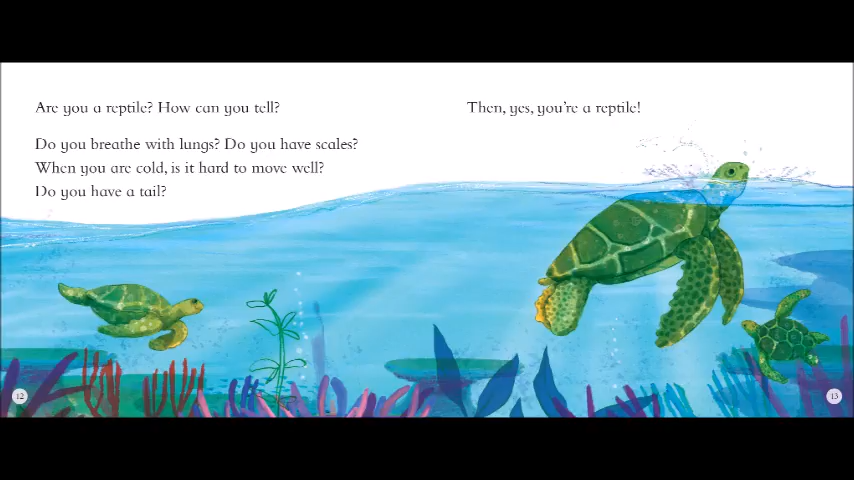 Are you a reptile? How can you tell?
Do you breathe with lungs? Do you have scales?
When you are cold, is it hard to move well?
Do you have a tail?
Then, yes, you're a reptile!
12
13